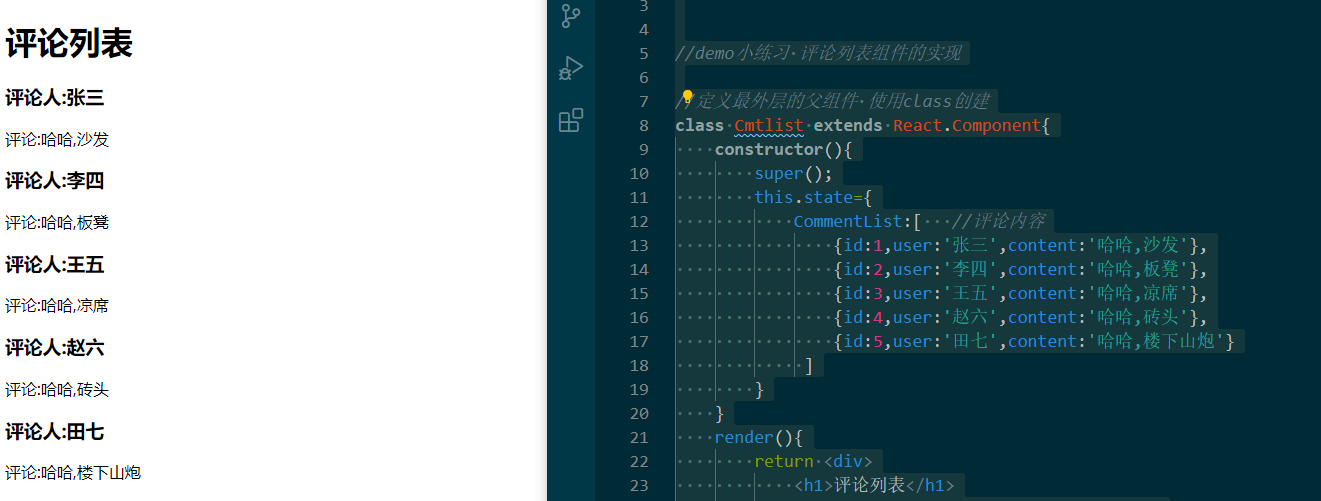 评论列表
评论人:张三
评论:哈哈,沙发
评论人:李四
评论:哈哈,板凳
评论人:王五
评论:哈哈,凉席
评论人:赵六
评论:哈哈,砖头
评论人:田七
评论:哈哈,楼下山炮
3
4
5 //demo小练习·评论列表组件的实现
6
7 //定义最外层的父组件·使用class创建
8 class Cmtlist extends React.Component{
9 constructor(){
10 super();
11 this.state={
12 CommentList:[ //评论内容
13 {id:1,user:'张三',content:'哈哈,沙发'},
14 {id:2,user:'李四',content:'哈哈,板凳'},
15 {id:3,user:'王五',content:'哈哈,凉席'},
16 {id:4,user:'赵六',content:'哈哈,砖头'},
17 {id:5,user:'田七',content:'哈哈,楼下山炮'}
18 ]
19 }
20 }
21 render(){
22 return <div>
23 <h1>评论列表</h1>